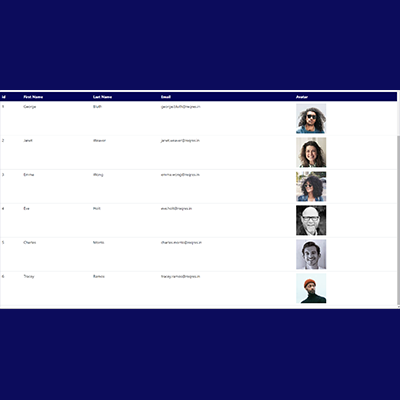 id First Name Last Name Email Avatar
1 George Bluth george.bluth@reqres.in
2 Janet Weaver janet.weaver@reqres.in
3 Emma Wong emma.wong@reqres.in
4 Eve Holt eve.holt@reqres.in
5 Charles Morris charles.morris@reqres.in
6 Tracey Ramos tracey.ramos@reqres.in